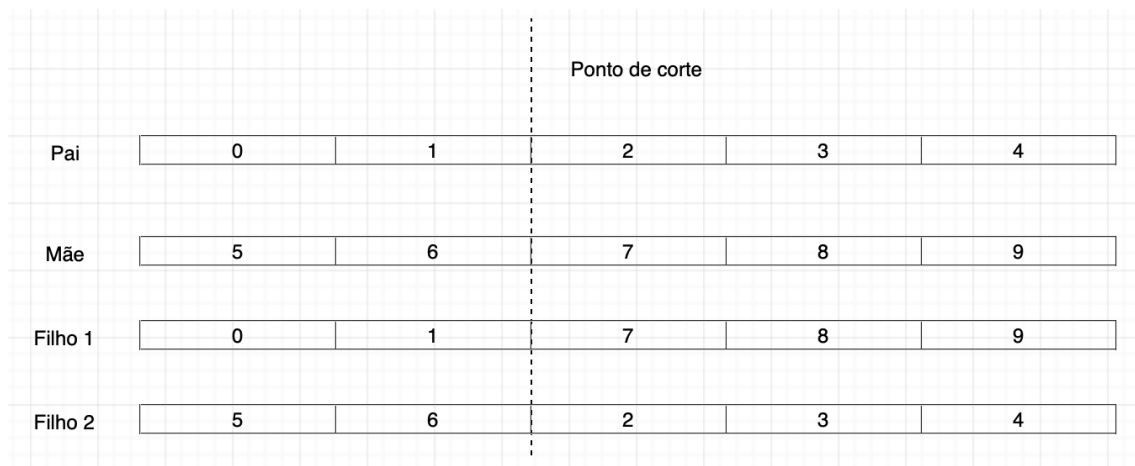 Ponto de corte
Pai 0 1 2 3 4
Mãe 5 6 7 8 9
Filho 1 0 1 7 8 9
Filho 2 5 6 2 3 4